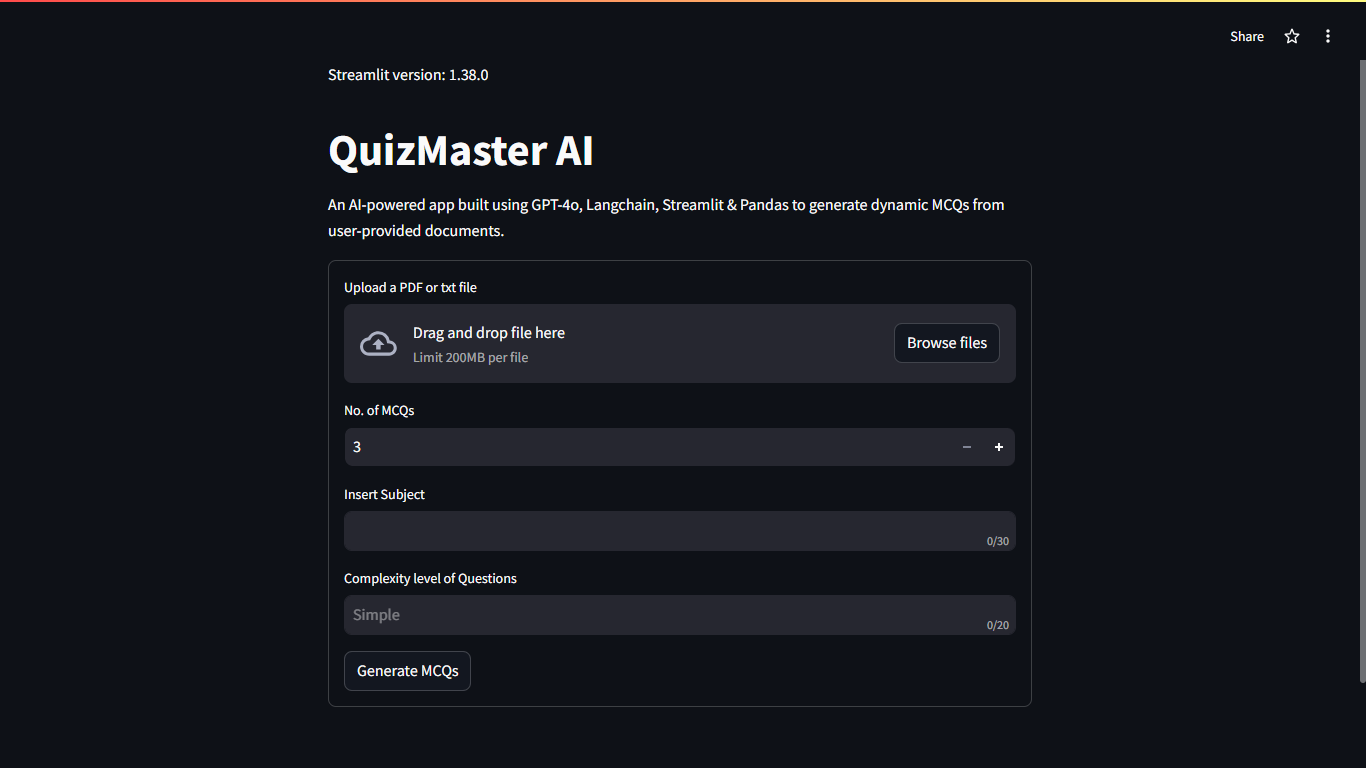 Share
Streamlit version: 1.38.0
QuizMaster AI
An AI-powered app built using GPT-4o, Langchain, Streamlit & Pandas to generate dynamic MCQs from
user-provided documents.
Upload a PDF or txt file
Drag and drop file here
Limit 200MB per file
Browse files
No. of MCQs
3
Insert Subject
0/30
Complexity level of Questions
Simple
0/20
Generate MCQs